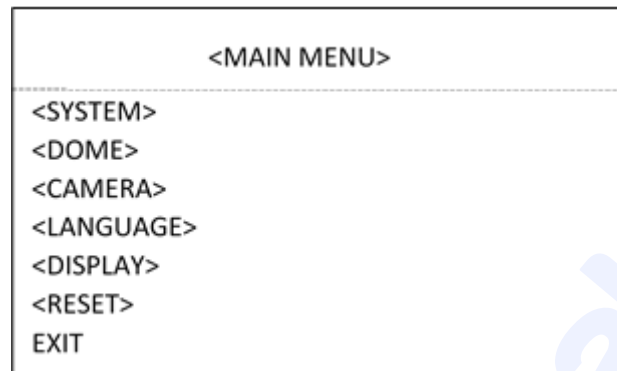 <MAIN MENU>
<SYSTEM>
<DOME>
<CAMERA>
<LANGUAGE>
<DISPLAY>
<RESET>
EXIT